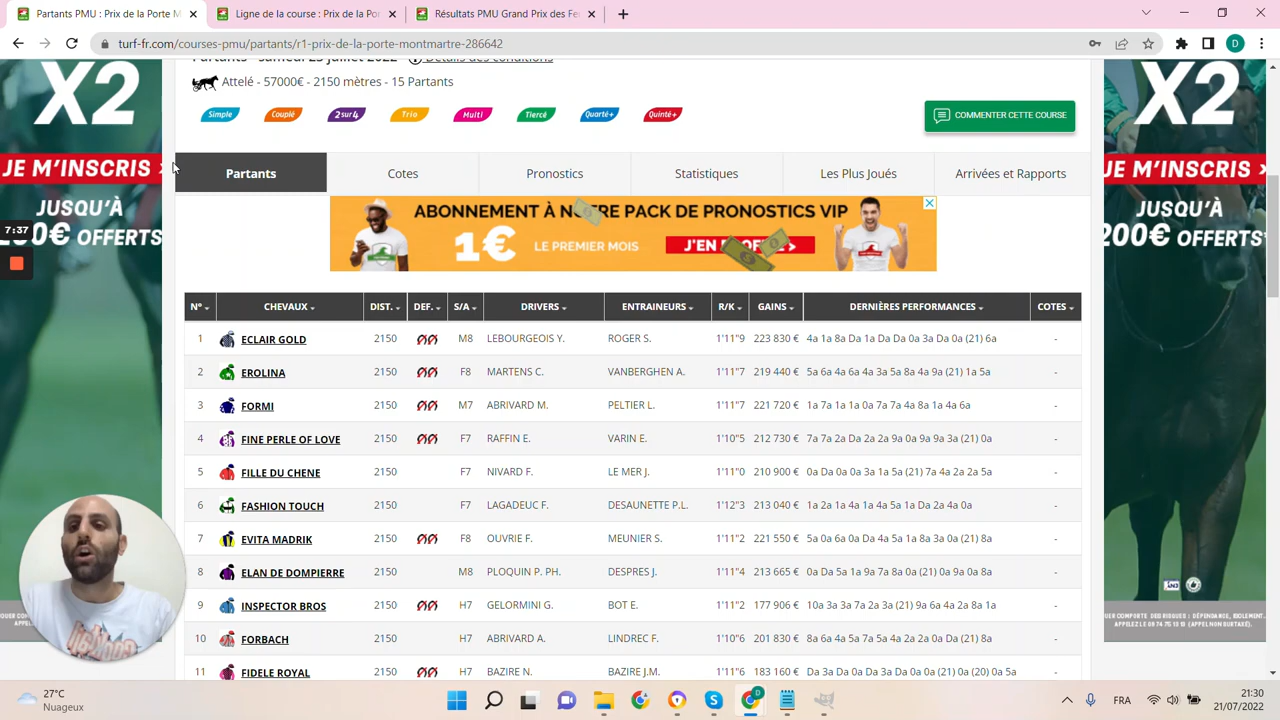 Partants PMU : Prix de la Porte M
Ligne de la course : Prix de la Po
Résultats PMU Grand Prix des Fe
turf-fr.com/courses-pmu/partants/r1-prix-de-la-porte-montmartre-286642
Partants - samedi 23 juillet 2022 Détails des conditions
Attelé - 57000€ - 2150 mètres - 15 Partants
Simple Couplé 2 sur 4 Trio Multi Tiercé Quarté+ Quinté+
COMMENTER CETTE COURSE
Partants Cotes Pronostics Statistiques Les Plus Joués Arrivées et Rapports
X2
JE M'INSCRIS >
JUSQU'À
200€ OFFERTS
7:37
ABONNEMENT À NOTRE PACK DE PRONOSTICS VIP
1€ LE PREMIER MOIS J'EN PROFITE >
X2
JE M'INSCRIS >
JUSQU'À
200€ OFFERTS*
N° CHEVAUX DIST. DEF. S/A DRIVERS ENTRAINEURS R/K GAINS DERNIÈRES PERFORMANCES COTES
1 ECLAIR GOLD 2150 M8 LEBOURGEOIS Y. ROGER S. 1'11"9 223 830 € 4a 1a 8a Da 1a Da Da 0a 3a Da 0a (21) 6a -
2 EROLINA 2150 F8 MARTENS C. VANBERGHEN A. 1'11"7 219 440 € 5a 6a 4a 6a 4a 3a 5a 8a 4a 9a (21) 1a 5a -
3 FORMI 2150 M7 ABRIVARD M. PELTIER L. 1'11"7 221 720 € 1a 7a 1a 1a 0a 7a 7a 4a 8a 1a 4a 6a -
4 FINE PERLE OF LOVE 2150 F7 RAFFIN E. VARIN E. 1'10"5 212 730 € 7a 7a 2a Da 2a 2a 9a 0a 9a 9a 3a (21) 0a -
5 FILLE DU CHENE 2150 F7 NIVARD F. LE MER J. 1'11"0 210 900 € 0a Da 0a 0a 3a 1a 5a (21) 7a 4a 2a 2a 5a -
6 FASHION TOUCH 2150 F7 LAGADEUC F. DESAUNETTE P.L. 1'12"3 213 040 € 1a 2a 1a 4a 1a 4a 5a 1a Da 2a 4a 0a -
7 EVITA MADRIK 2150 F8 OUVRIE F. MEUNIER S. 1'11"2 221 550 € 5a 0a 6a 0a Da 4a 5a 1a 8a 3a 0a (21) 8a -
8 ELAN DE DOMPIERRE 2150 M8 PLOQUIN P. PH. DESPRES J. 1'11"4 213 665 € 0a Da 5a 1a 9a 7a 8a 0a (21) 9a 0a 8a -
9 INSPECTOR BROS 2150 H7 GELORMINI G. BOT E. 1'11"2 177 906 € 10a 3a 3a 7a 2a 3a (21) 9a 6a 4a 2a 8a 1a -
10 FORBACH 2150 H7 ABRIVARD A. LINDREC F. 1'10"6 201 830 € 8a 6a 4a 5a 7a 5a 4a 2a 2a 0a Da (21) 8a -
11 FIDELE ROYAL 2150 H7 BAZIRE N. BAZIRE J.M. 1'11"6 183 160 € Da 3a Da 0a Da 3a Da 0a (21) 0a (20) 0a 5a -
27°C
Nuageux
FRA
21:30
21/07/2022